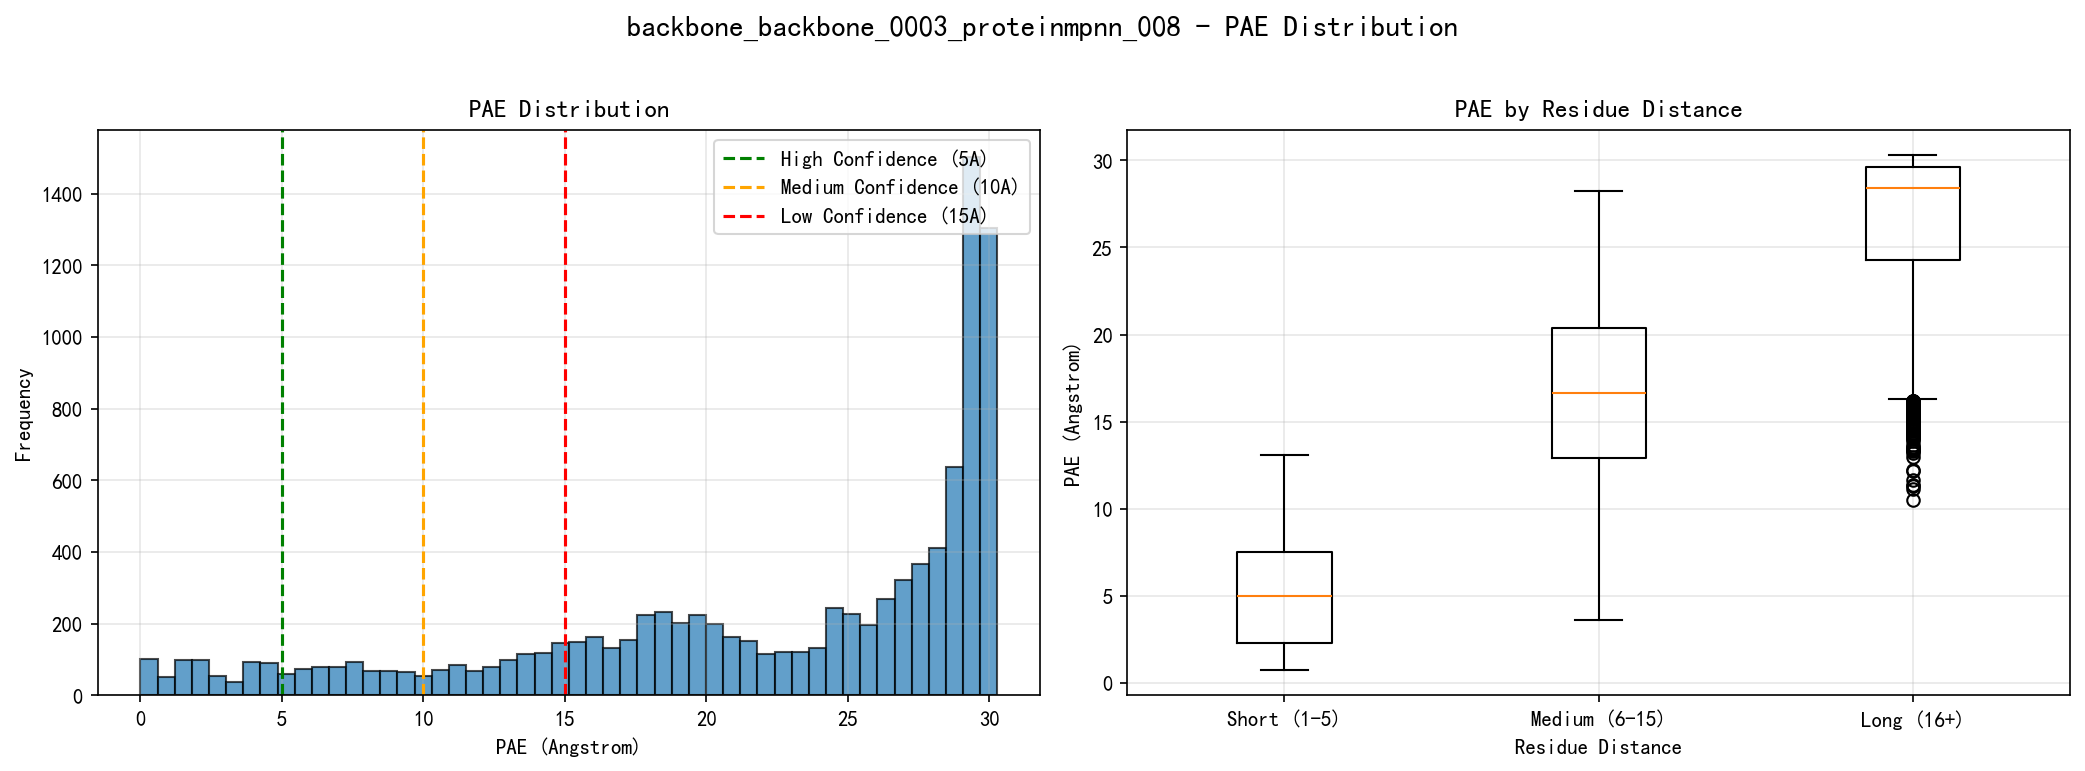 backbone_backbone_0003_proteinmpnn_008 - PAE Distribution
PAE Distribution
High Confidence (5A)
Medium Confidence (10A)
Low Confidence (15A)
1400
1200
1000
800
600
400
200
0
Frequency
0 5 10 15 20 25 30
PAE (Angstrom)
PAE by Residue Distance
30
25
20
15
10
5
0
PAE (Angstrom)
Short (1-5) Medium (6-15) Long (16+)
Residue Distance